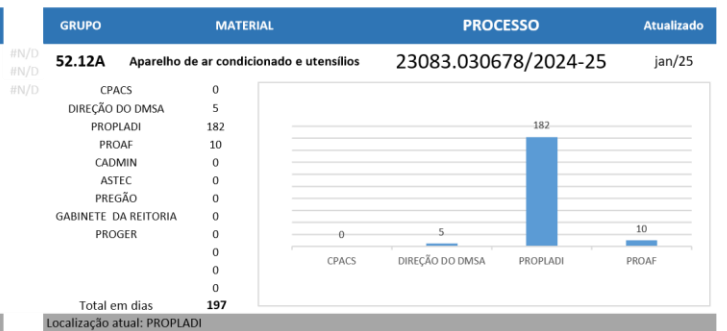 GRUPO MATERIAL PROCESSO Atualizado
#N/D
#N/D
#N/D
52.12A Aparelho de ar condicionado e utensílios 23083.030678/2024-25 jan/25
CPACS 0
DIREÇÃO DO DMSA 5
PROPLADI 182
PROAF 10
CADMIN 0
ASTEC 0
PREGÃO 0
GABINETE DA REITORIA 0
PROGER 0
0
0
0
Total em dias 197
182
0 5 10
CPACS DIREÇÃO DO DMSA PROPLADI PROAF
Localização atual: PROPLADI